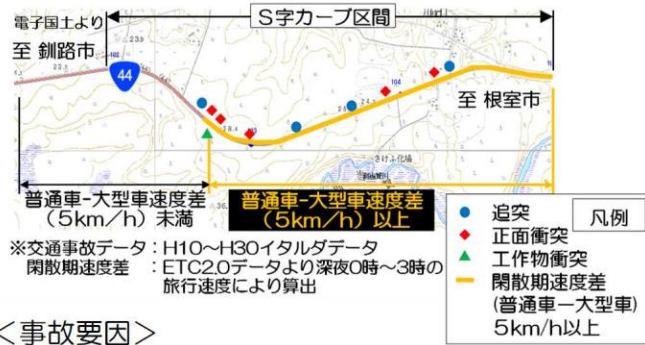 電子国土より
S字カーブ区間
至 釧路市
44
至 根室市
さけふ化場
普通車-大型車速度差
(5km/h)未満
普通車-大型車速度差
(5km/h)以上
※交通事故データ：H10～H30イタルダデータ
閑散期速度差 ：ETC2.0データより深夜0時～3時の
旅行速度により算出
凡例
追突
正面衝突
工作物衝突
閑散期速度差
(普通車ー大型車)
5km/h以上
＜事故要因＞